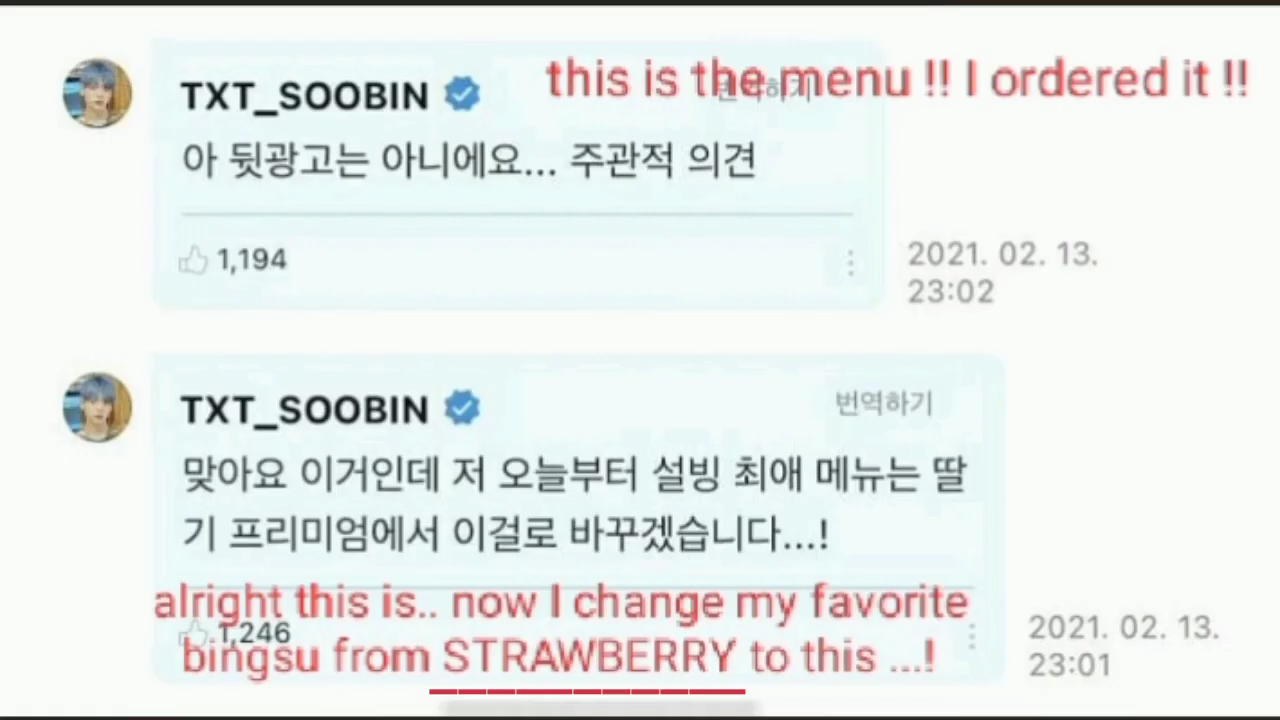 this is the menu !! I ordered it !!
TXT_SOOBIN
번역하기
아 뒷광고는 아니에요... 주관적 의견
1,194
2021. 02. 13.
23:02
TXT_SOOBIN
번역하기
맞아요 이거인데 저 오늘부터 설빙 최애 메뉴는 딸
기 프리미엄에서 이걸로 바꾸겠습니다...!
alright this is.. now I change my favorite
1,246
bingsu from STRAWBERRY to this ...!
2021. 02. 13.
23:01